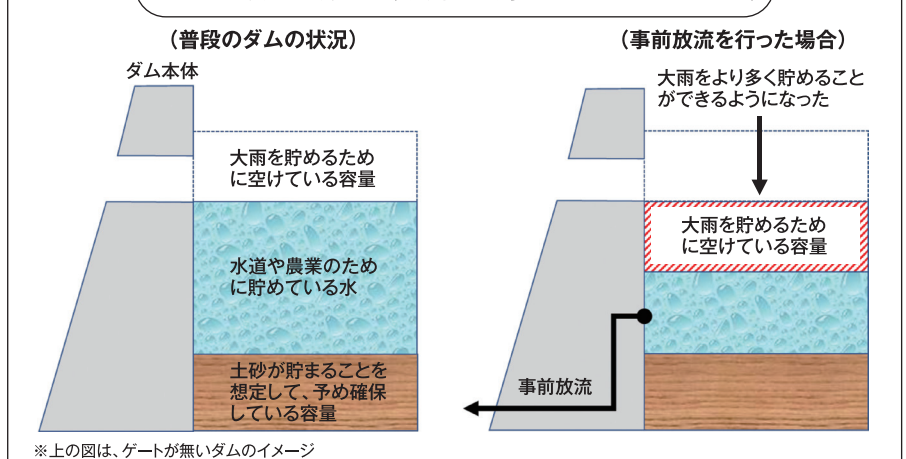 (普段のダムの状況)
ダム本体
大雨を貯めるため
に空けている容量
水道や農業のため
に貯めている水
土砂が貯まることを
想定して、予め確保
している容量
※上の図は、ゲートが無いダムのイメージ
(事前放流を行った場合)
大雨をより多く貯めること
ができるようになった
大雨を貯めるため
に空けている容量
事前放流